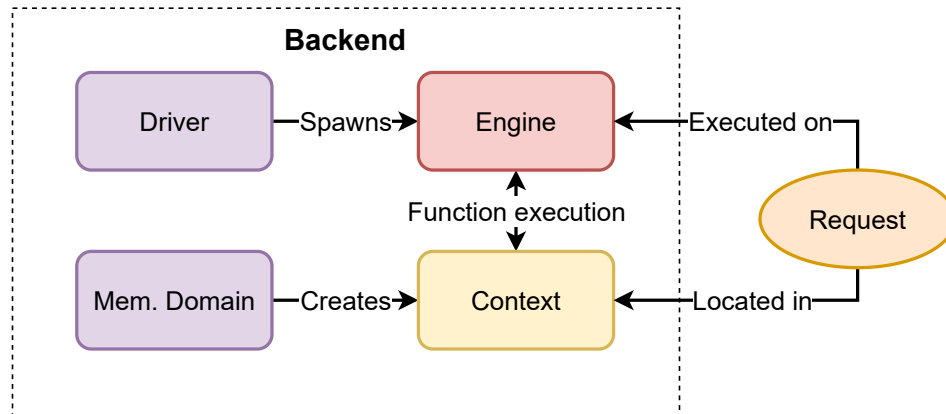 Backend
Driver
Spawns
Engine
Executed on
Function execution
Request
Mem. Domain
Creates
Context
Located in